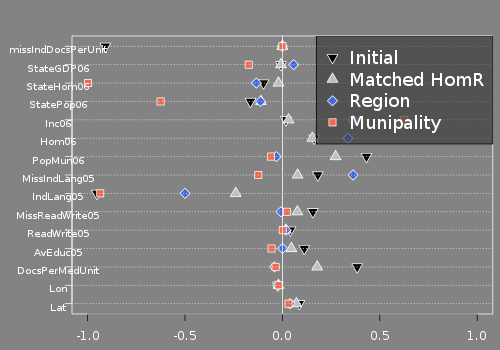 missIndDocsPerUnit
StateGDP06
StateHom06
StatePop06
Inc06
Hom06
PopMun06
MissIndLang05
IndLang05
MissReadWrite05
ReadWrite05
AvEduc05
DocsPerMedUnit
Lon
Lat
Initial
Matched HomR
Region
Munipality
-1.0
-0.5
0.0
0.5
1.0